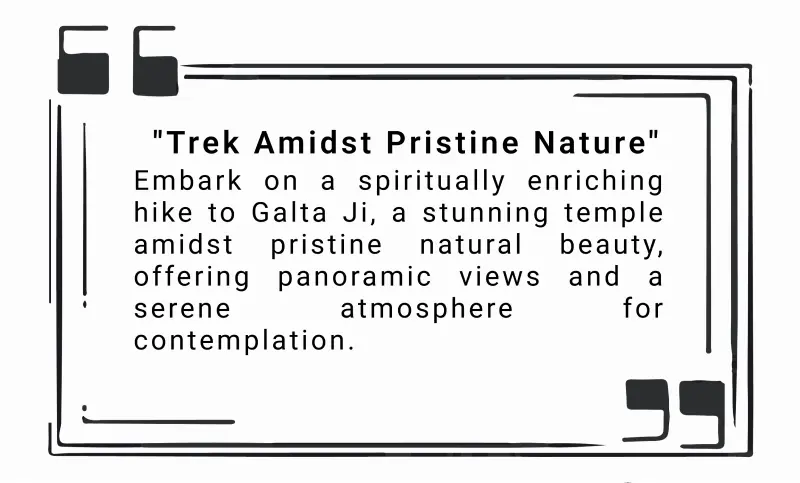 "Trek Amidst Pristine Nature"
Embark on a spiritually enriching
hike to Galta Ji, a stunning temple
amidst pristine natural beauty,
offering panoramic views and a
serene atmosphere for
contemplation.